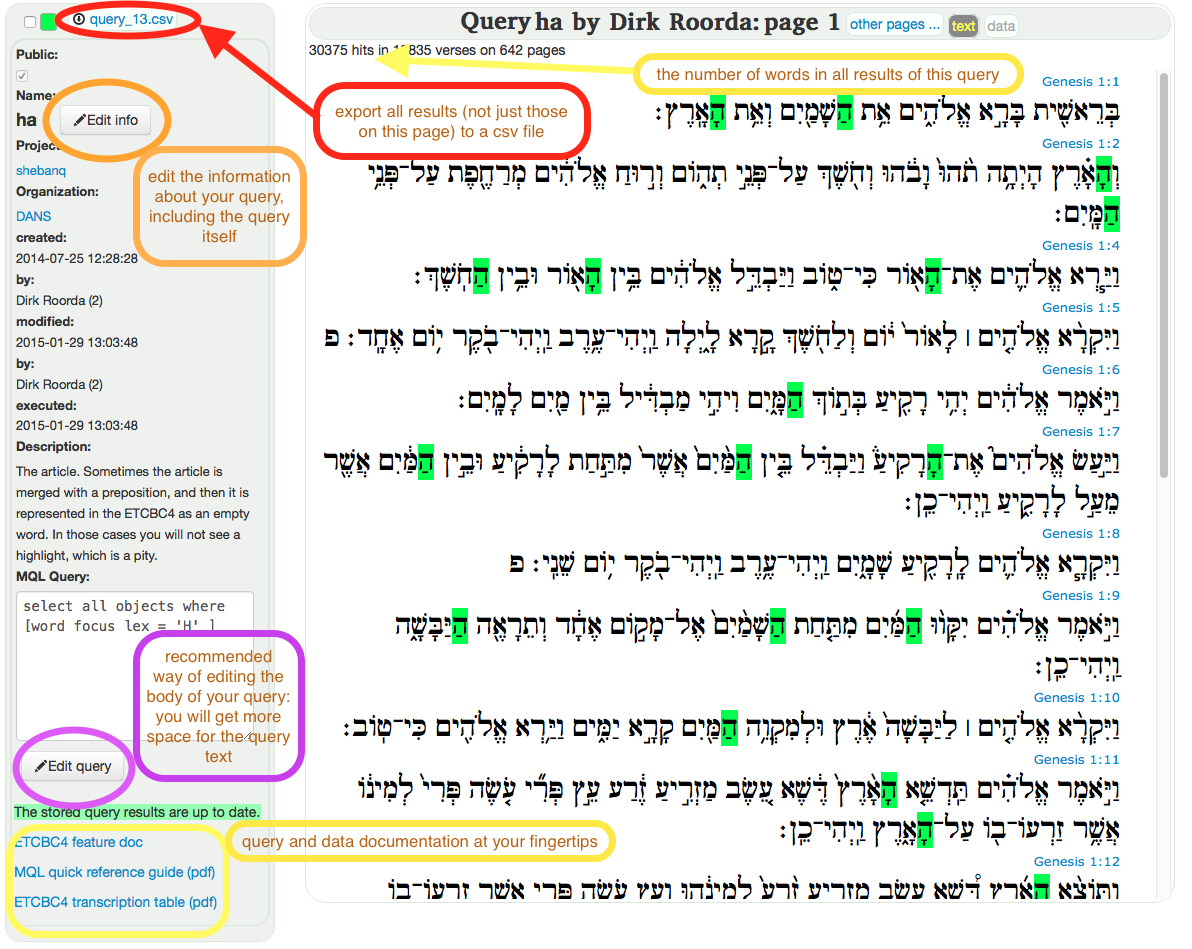 query_13.csv
Public:
Name:
ha
Edit info
shebanq
Organization:
DANS
created:
2014-07-25 12:28:28
by:
Dirk Roorda (2)
modified:
2015-01-29 13:03:48
by:
Dirk Roorda (2)
executed:
2015-01-29 13:03:48
Description:
The article. Sometimes the article is
merged with a preposition, and then it is
represented in the ETCBC4 as an empty
word. In those cases you will not see a
highlight, which is a pity.
MQL Query:
select all objects where
[word focus lex = 'H' ]
Edit query
The stored query results are up to date.
ETCBC4 feature doc
MQL quick reference guide (pdf)
ETCBC4 transcription table (pdf)
export all results (not just those
on this page) to a csv file
edit the information
about your query,
including the query
itself
recommended
way of editing the
body of your query:
you will get more
space for the query
text
query and data documentation at your fingertips
the number of words in all results of this query
Query ha by Dirk Roorda: page 1 other pages ... text data
30375 hits in verses on 642 pages
Genesis 1:1
בְּרֵאשִׁ֖ית בָּרָ֣א אֱלֹהִ֑ים אֵ֥ת הַשָּׁמַ֖יִם וְאֵ֥ת הָאָֽרֶץ׃
Genesis 1:2
וְהָאָ֗רֶץ הָיְתָ֥ה תֹ֙הוּ֙ וָבֹ֔הוּ וְחֹ֖שֶׁךְ עַל־פְּנֵ֣י תְהֹ֑ום וְר֣וּחַ אֱלֹהִ֔ים מְרַחֶ֖פֶת עַל־פְּנֵ֥י
הַמָּֽיִם׃
Genesis 1:4
וַיַּ֧רְא אֱלֹהִ֛ים אֶת־הָאֹ֖ור כִּי־טֹ֑וב וַיַּבְדֵּ֣ל אֱלֹהִ֔ים בֵּ֥ין הָאֹ֖ור וּבֵ֥ין הַחֹֽשֶׁךְ׃
Genesis 1:5
וַיִּקְרָ֨א אֱלֹהִ֤ים ׀ לָאֹור֙ יֹ֔ום וְלַחֹ֖שֶׁךְ קָ֣רָא לָ֑יְלָה וַֽיְהִי־עֶ֥רֶב וַֽיְהִי־בֹ֖קֶר יֹ֥ום אֶחָֽד׃ פ
Genesis 1:6
וַיֹּ֣אמֶר אֱלֹהִ֔ים יְהִ֥י רָקִ֖יעַ בְּתֹ֣וךְ הַמָּ֑יִם וִיהִ֣י מַבְדִּ֔יל בֵּ֥ין מַ֖יִם לָמָֽיִם׃
Genesis 1:7
וַיַּ֣עַשׂ אֱלֹהִים֮ אֶת־הָרָקִיעַ֒ וַיַּבְדֵּ֗ל בֵּ֤ין הַמַּ֙יִם֙ אֲשֶׁר֙ מִתַּ֣חַת לָרָקִ֔יעַ וּבֵ֣ין הַמַּ֔יִם אֲשֶׁ֖ר
מֵעַ֣ל לָרָקִ֑יעַ וַֽיְהִי־כֵֽן׃
Genesis 1:8
וַיִּקְרָ֧א אֱלֹהִ֛ים לָֽרָקִ֖יעַ שָׁמָ֑יִם וַֽיְהִי־עֶ֥רֶב וַֽיְהִי־בֹ֖קֶר יֹ֥ום שֵׁנִֽי׃ פ
Genesis 1:9
וַיֹּ֣אמֶר אֱלֹהִ֗ים יִקָּו֨וּ הַמַּ֜יִם מִתַּ֤חַת הַשָּׁמַ֙יִם֙ אֶל־מָקֹ֣ום אֶחָ֔ד וְתֵרָאֶ֖ה הַיַּבָּשָׁ֑ה
וַֽיְהִי־כֵֽן׃
Genesis 1:10
וַיִּקְרָ֨א אֱלֹהִ֤ים ׀ לַיַּבָּשָׁה֙ אֶ֔רֶץ וּלְמִקְוֵ֥ה הַמַּ֖יִם קָרָ֣א יַמִּ֑ים וַיַּ֥רְא אֱלֹהִ֖ים כִּי־טֹֽוב׃
Genesis 1:11
וַיֹּ֣אמֶר אֱלֹהִ֗ים תַּֽדְשֵׁ֤א הָאָ֙רֶץ֙ דֶּ֔שֶׁא עֵ֚שֶׂב מַזְרִ֣יעַ זֶ֔רַע עֵ֣ץ פְּרִ֞י עֹ֤שֶׂה פְּרִי֙ לְמִינֹ֔ו
אֲשֶׁ֥ר זַרְעֹו־בֹ֖ו עַל־הָאָ֑רֶץ וַֽיְהִי־כֵֽן׃
Genesis 1:12
וַתֹּוצֵ֨א הָאָ֜רֶץ דֶּ֠שֶׁא עֵ֣שֶׂב מַזְרִ֤יעַ זֶ֙רַע֙ לְמִינֵ֔הוּ וְעֵ֧ץ עֹֽשֶׂה פְּרִ֛י אֲשֶׁ֥ר זַרְעֹו־בֹ֖ו